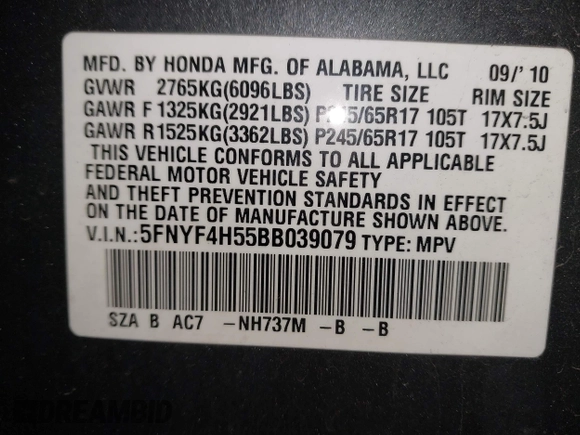 MFD. BY HONDA MFG. OF ALABAMA, LLC 09/'10
GVWR 2765KG(6096LBS) TIRE SIZE RIM SIZE
GAWR F 1325KG(2921LBS) P245/65R17 105T 17X7.5J
GAWR R1525KG(3362LBS) P245/65R17 105T 17X7.5J
THIS VEHICLE CONFORMS TO ALL APPLICABLE
FEDERAL MOTOR VEHICLE SAFETY
AND THEFT PREVENTION STANDARDS IN EFFECT
ON THE DATE OF MANUFACTURE SHOWN ABOVE.
V.I.N.: 5FNYF4H55BB039079 TYPE: MPV
SZA B AC7 -NH737M -B -B
DREAMBID